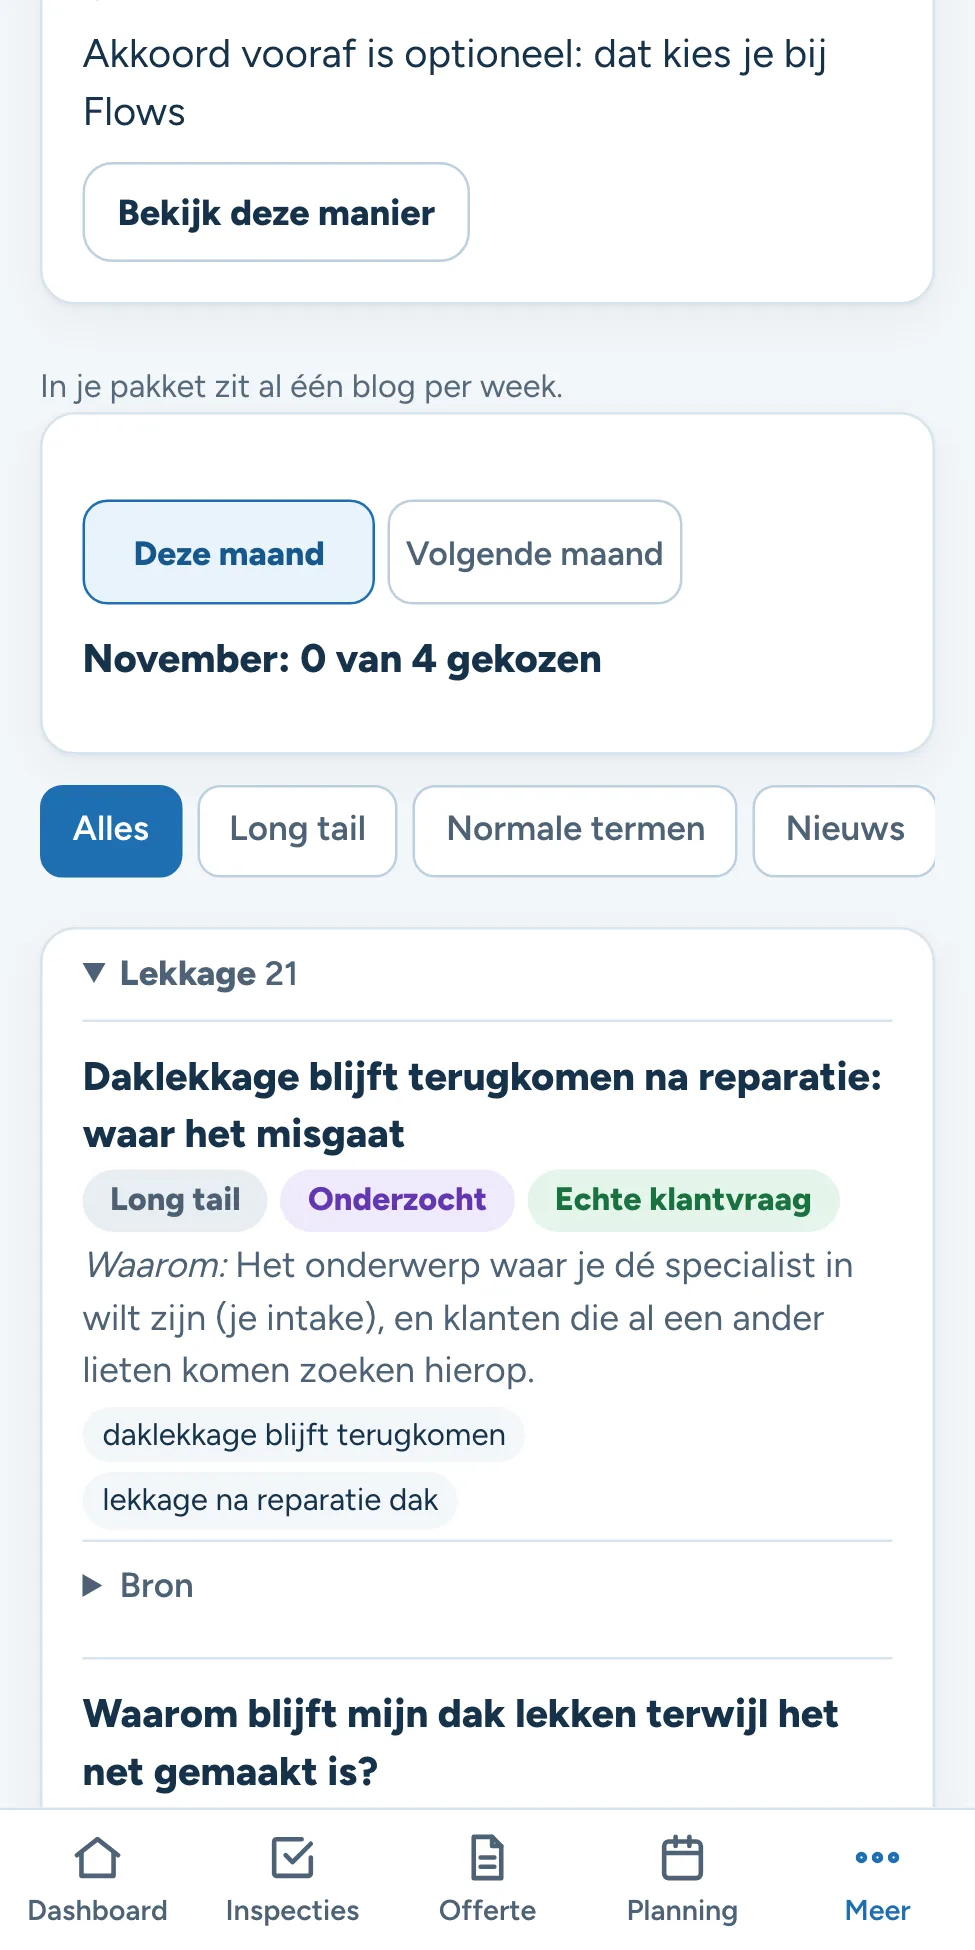 Akkoord vooraf is optioneel: dat kies je bij
Flows
Bekijk deze manier
In je pakket zit al één blog per week.
Deze maand
Volgende maand
November: 0 van 4 gekozen
Alles
Long tail
Normale termen
Nieuws
Lekkage 21
Daklekkage blijft terugkomen na reparatie:
waar het misgaat
Long tail
Onderzocht
Echte klantvraag
Waarom: Het onderwerp waar je dé specialist in
wilt zijn (je intake), en klanten die al een ander
lieten komen zoeken hierop.
daklekkage blijft terugkomen
lekkage na reparatie dak
Bron
Waarom blijft mijn dak lekken terwijl het
net gemaakt is?
Dashboard
Inspecties
Offerte
Planning
Meer